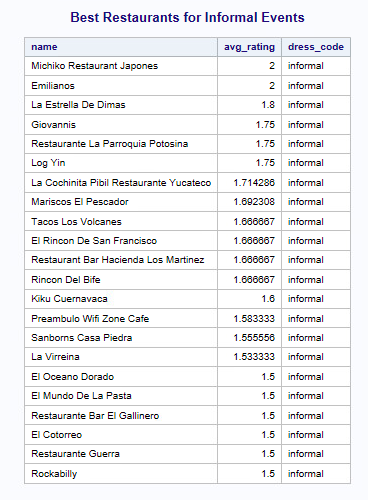 Best Restaurants for Informal Events
name avg_rating dress_code
Michiko Restaurant Japones 2 informal
Emilianos 2 informal
La Estrella De Dimas 1.8 informal
Giovannis 1.75 informal
Restaurante La Parroquia Potosina 1.75 informal
Log Yin 1.75 informal
La Cochinita Pibil Restaurante Yucateco 1.714286 informal
Mariscos El Pescador 1.692308 informal
Tacos Los Volcanes 1.666667 informal
El Rincon De San Francisco 1.666667 informal
Restaurant Bar Hacienda Los Martinez 1.666667 informal
Rincon Del Bife 1.666667 informal
Kiku Cuernavaca 1.6 informal
Preambulo Wifi Zone Cafe 1.583333 informal
Sanborns Casa Piedra 1.555556 informal
La Virreina 1.533333 informal
El Oceano Dorado 1.5 informal
El Mundo De La Pasta 1.5 informal
Restaurante Bar El Gallinero 1.5 informal
El Cotorreo 1.5 informal
Restaurante Guerra 1.5 informal
Rockabilly 1.5 informal